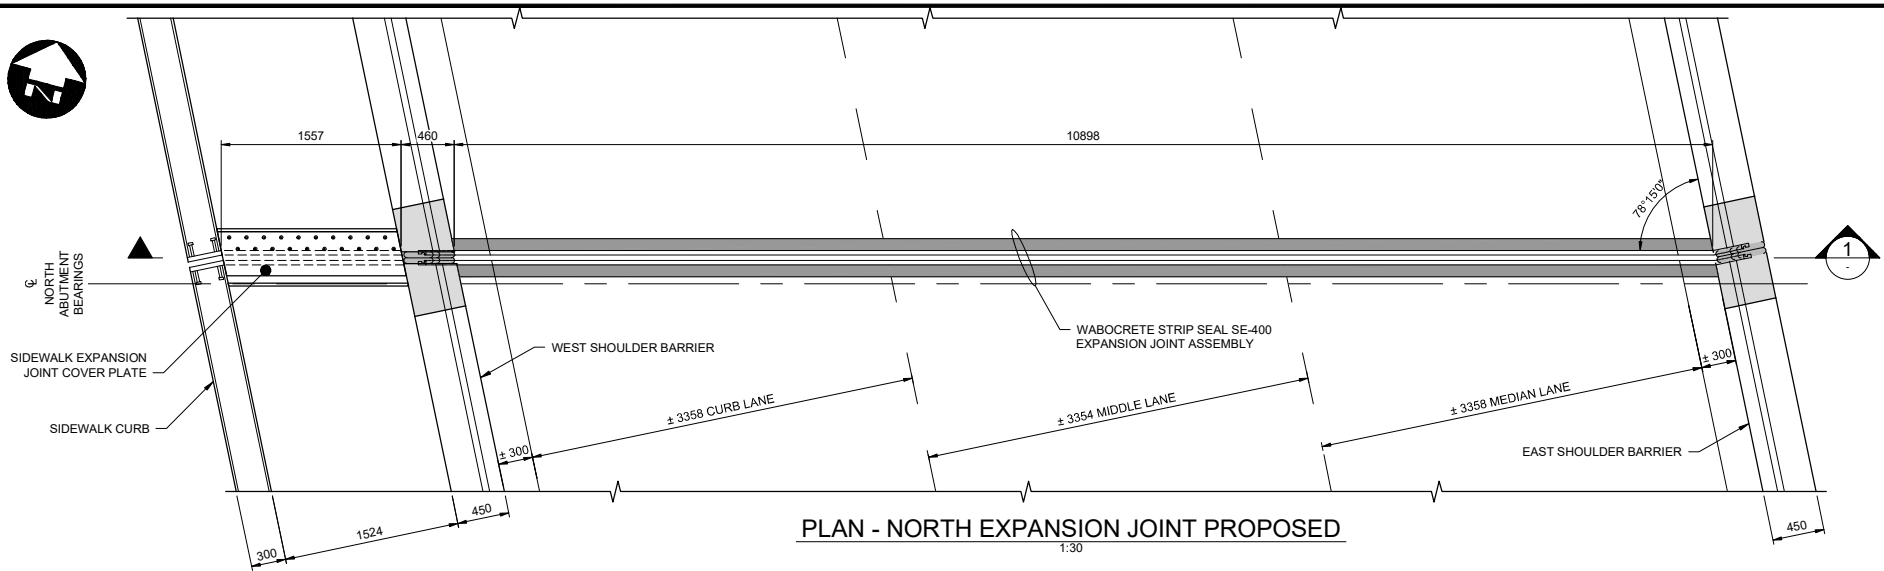 N
1557
460
10898
78°15'0"
1
-
℄
NORTH
ABUTMENT
BEARINGS
WABOCRETE STRIP SEAL SE-400
EXPANSION JOINT ASSEMBLY
WEST SHOULDER BARRIER
SIDEWALK EXPANSION
JOINT COVER PLATE
± 300
± 3358 CURB LANE
± 3354 MIDDLE LANE
± 3358 MEDIAN LANE
SIDEWALK CURB
± 300
EAST SHOULDER BARRIER
450
1524
300
450
PLAN - NORTH EXPANSION JOINT PROPOSED
1:30